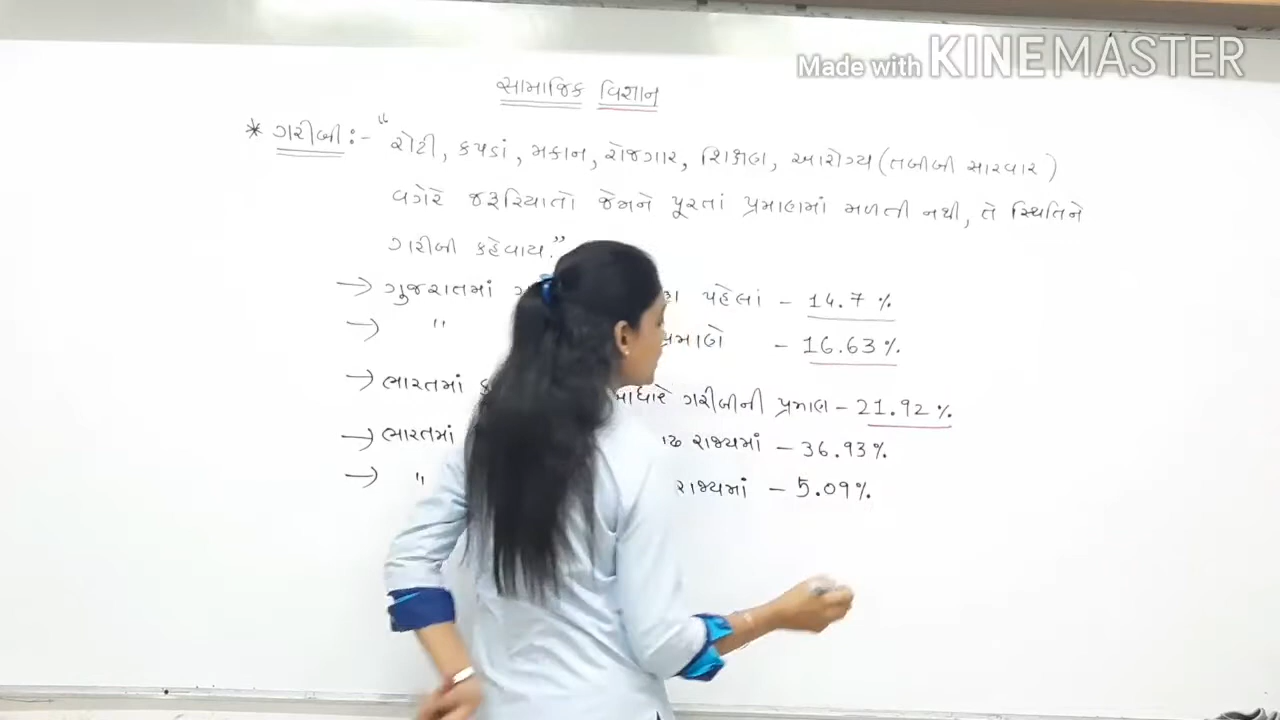 Made with KINEMASTER
સામાજિક વિજ્ઞાન
* ગરીબી :- "રોટી, કપડાં, મકાન, રોજગાર, શિક્ષણ, આરોગ્ય (તબીબી સારવાર)
વગેરે જરૂરિયાતો જેમને પૂરતાં પ્રમાણમાં મળતી નથી, તે સ્થિતિને
ગરીબી કહેવાય."
→ ગુજરાતમાં પહેલાં - 14.7 %
→ " પ્રમાણે - 16.63 %
→ ભારતમાં આધારે ગરીબીની પ્રમાણ - 21.92 %
→ ભારતમાં રાજ્યમાં - 36.93 %
→ " રાજ્યમાં - 5.09 %